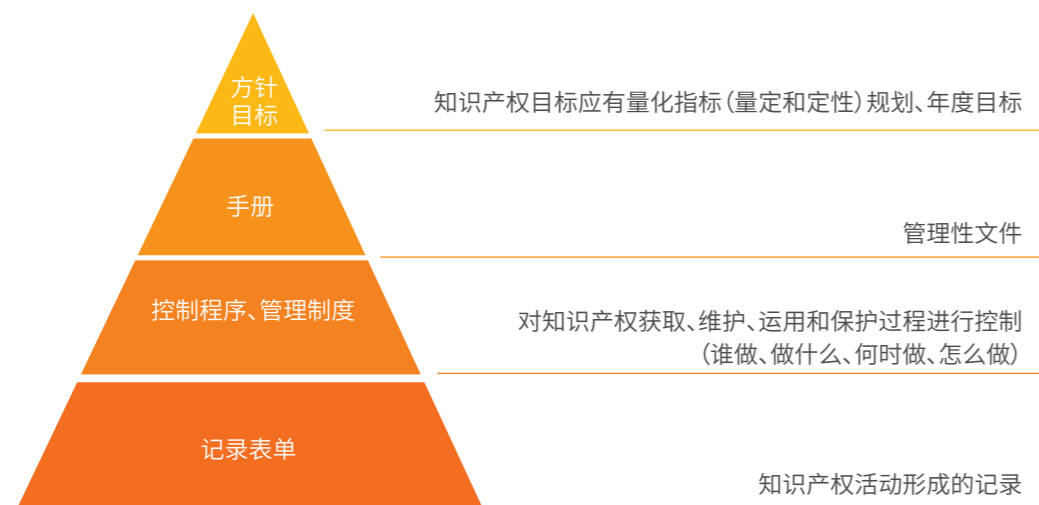 方针
目标
知识产权目标应有量化指标（量定和定性）规划、年度目标
手册
管理性文件
控制程序、管理制度
对知识产权获取、维护、运用和保护过程进行控制
（谁做、做什么、何时做、怎么做）
记录表单
知识产权活动形成的记录